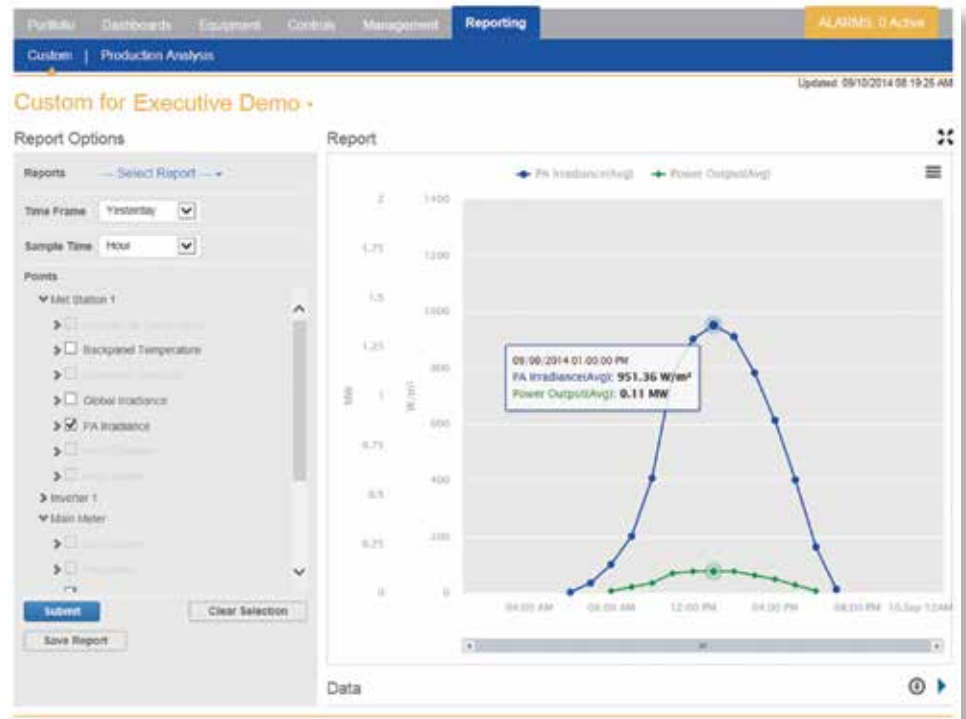 Portfolio Dashboards Equipment Controls Management Reporting ALARMS: 0 Active
Custom | Production Analysis
Updated: 09/10/2014 08:19:25 AM
Custom for Executive Demo
Report Options
Report
Reports --- Select Report ---
Time Frame Yesterday
Sample Time Hour
Points
Met Station 1
Backpanel Temperature
Global Irradiance
PA Irradiance
Inverter 1
Main Meter
Submit
Clear Selection
Save Report
PA Irradiance(Avg) Power Output(Avg)
2 1400
1.75 1200
1.5 1000
1.25 800
1 600
0.75 400
0.5 200
0.25 0
0
MW
W/m²
09/09/2014 01:00:00 PM
PA Irradiance(Avg): 951.36 W/m²
Power Output(Avg): 0.11 MW
04:00 AM 08:00 AM 12:00 PM 04:00 PM 08:00 PM 10.Sep 12AM
Data